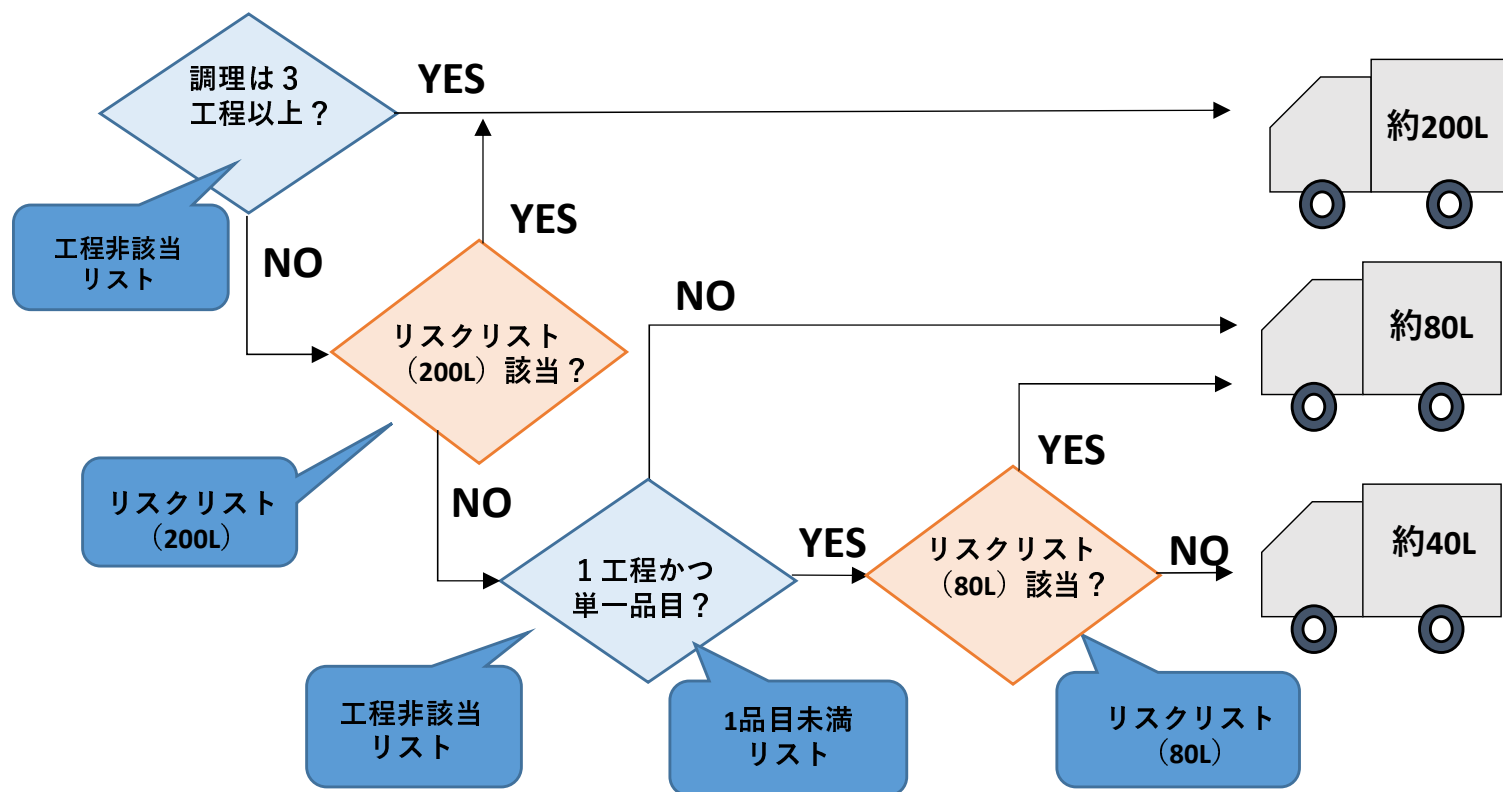 調理は３
工程以上？
YES
約200L
工程非該当
リスト
NO
YES
リスクリスト
（200L）該当？
NO
約80L
リスクリスト
（200L）
NO
１工程かつ
単一品目？
YES
リスクリスト
（80L）該当？
YES
NO
約40L
工程非該当
リスト
1品目未満
リスト
リスクリスト
（80L）